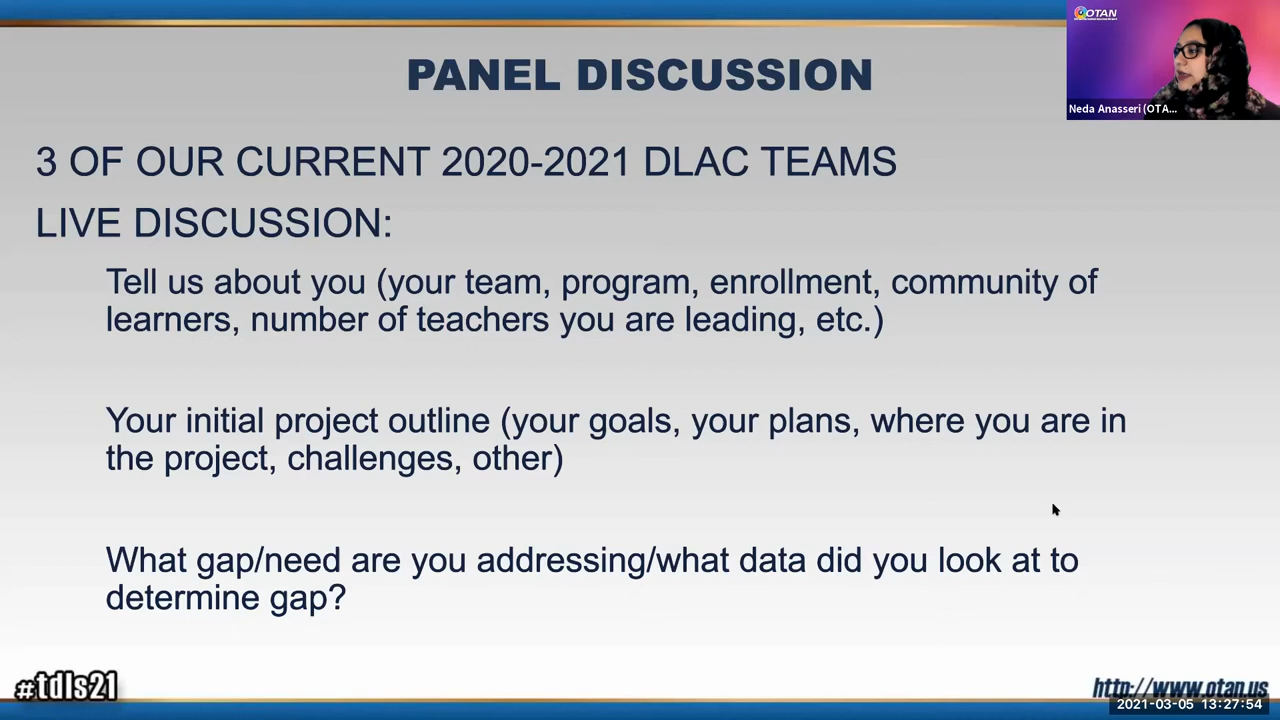 OTAN
PANEL DISCUSSION
Neda Anasseri (OTA...
3 OF OUR CURRENT 2020-2021 DLAC TEAMS
LIVE DISCUSSION:
Tell us about you (your team, program, enrollment, community of
learners, number of teachers you are leading, etc.)
Your initial project outline (your goals, your plans, where you are in
the project, challenges, other)
What gap/need are you addressing/what data did you look at to
determine gap?
#tdls21
http://www.otan.us
2021-03-05 13:27:54